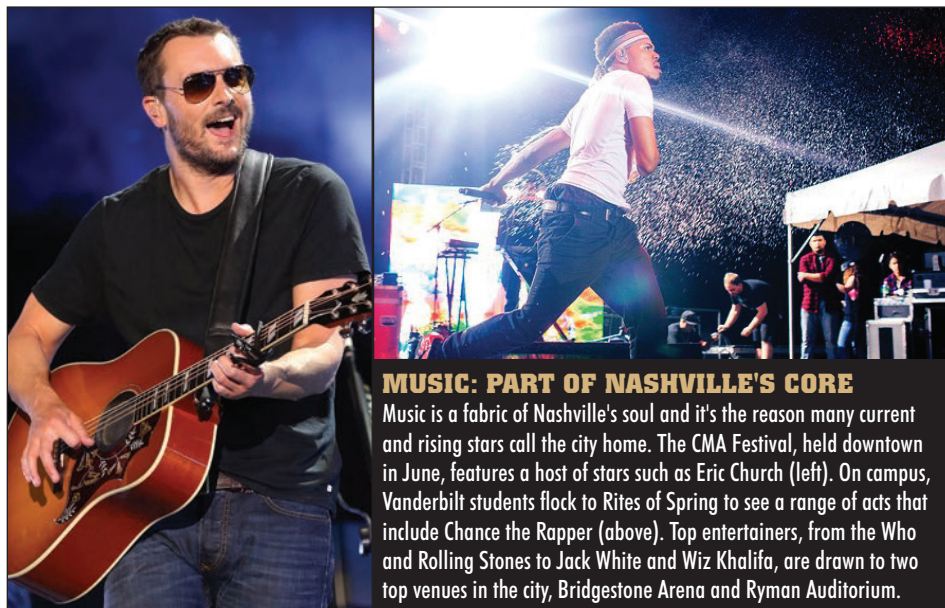 MUSIC: PART OF NASHVILLE'S CORE
Music is a fabric of Nashville's soul and it's the reason many current
and rising stars call the city home. The CMA Festival, held downtown
in June, features a host of stars such as Eric Church (left). On campus,
Vanderbilt students flock to Rites of Spring to see a range of acts that
include Chance the Rapper (above). Top entertainers, from the Who
and Rolling Stones to Jack White and Wiz Khalifa, are drawn to two
top venues in the city, Bridgestone Arena and Ryman Auditorium.